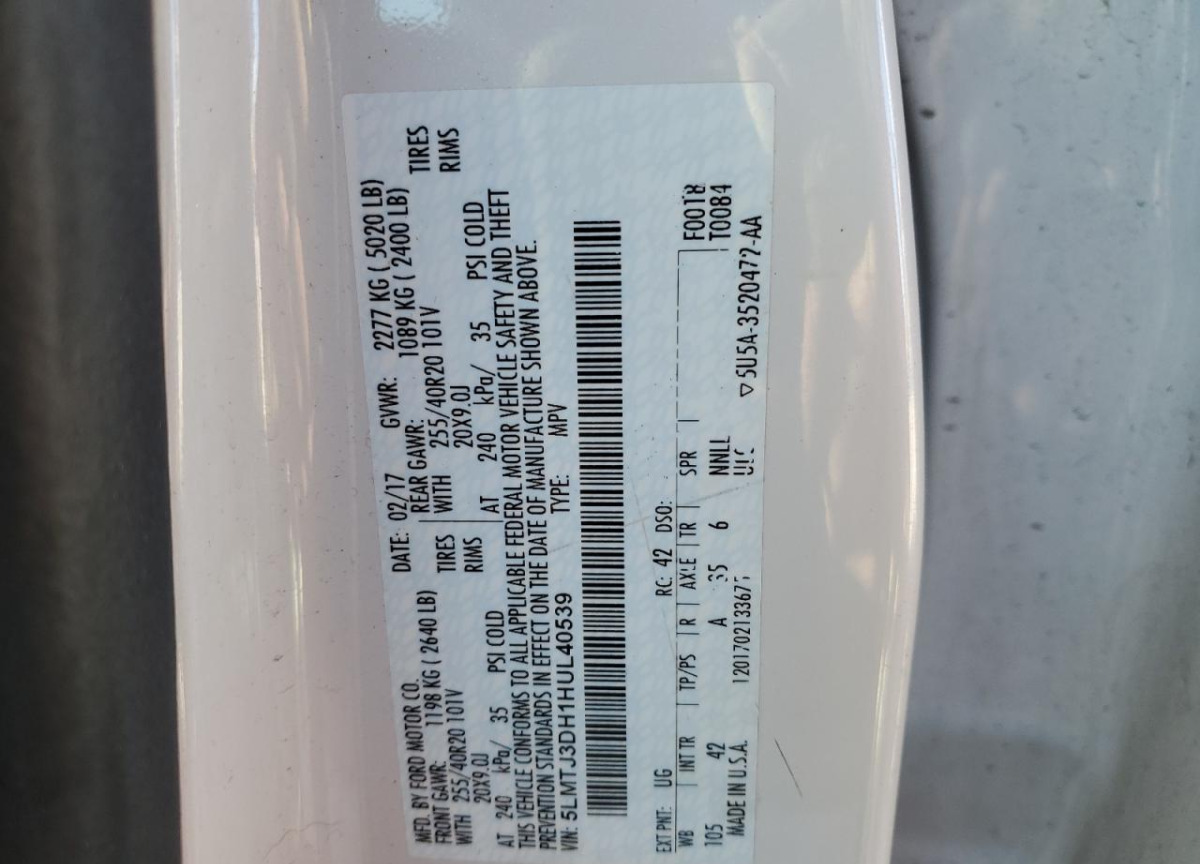 MFD. BY FORD MOTOR CO. DATE: 02/17 GVWR: 2277 KG ( 5020 LB)
FRONT GAWR: 1198 KG ( 2640 LB) REAR GAWR: 1089 KG ( 2400 LB)
WITH 255/40R20 101V TIRES WITH 255/40R20 101V TIRES
20X9.0J RIMS 20X9.0J RIMS
AT 240 kPa/ 35 PSI COLD AT 240 kPa/ 35 PSI COLD
THIS VEHICLE CONFORMS TO ALL APPLICABLE FEDERAL MOTOR VEHICLE SAFETY AND THEFT
PREVENTION STANDARDS IN EFFECT ON THE DATE OF MANUFACTURE SHOWN ABOVE.
VIN: 5LMTJ3DH1HUL40539 TYPE: MPV
EXT PNT: UG RC: 42 DSO:
WB INT TR TP/PS R AXLE TR SPR F0018
105 42 A 35 6 NNLL T0084
MADE IN U.S.A. ▽ 5U5A-3520472-AA